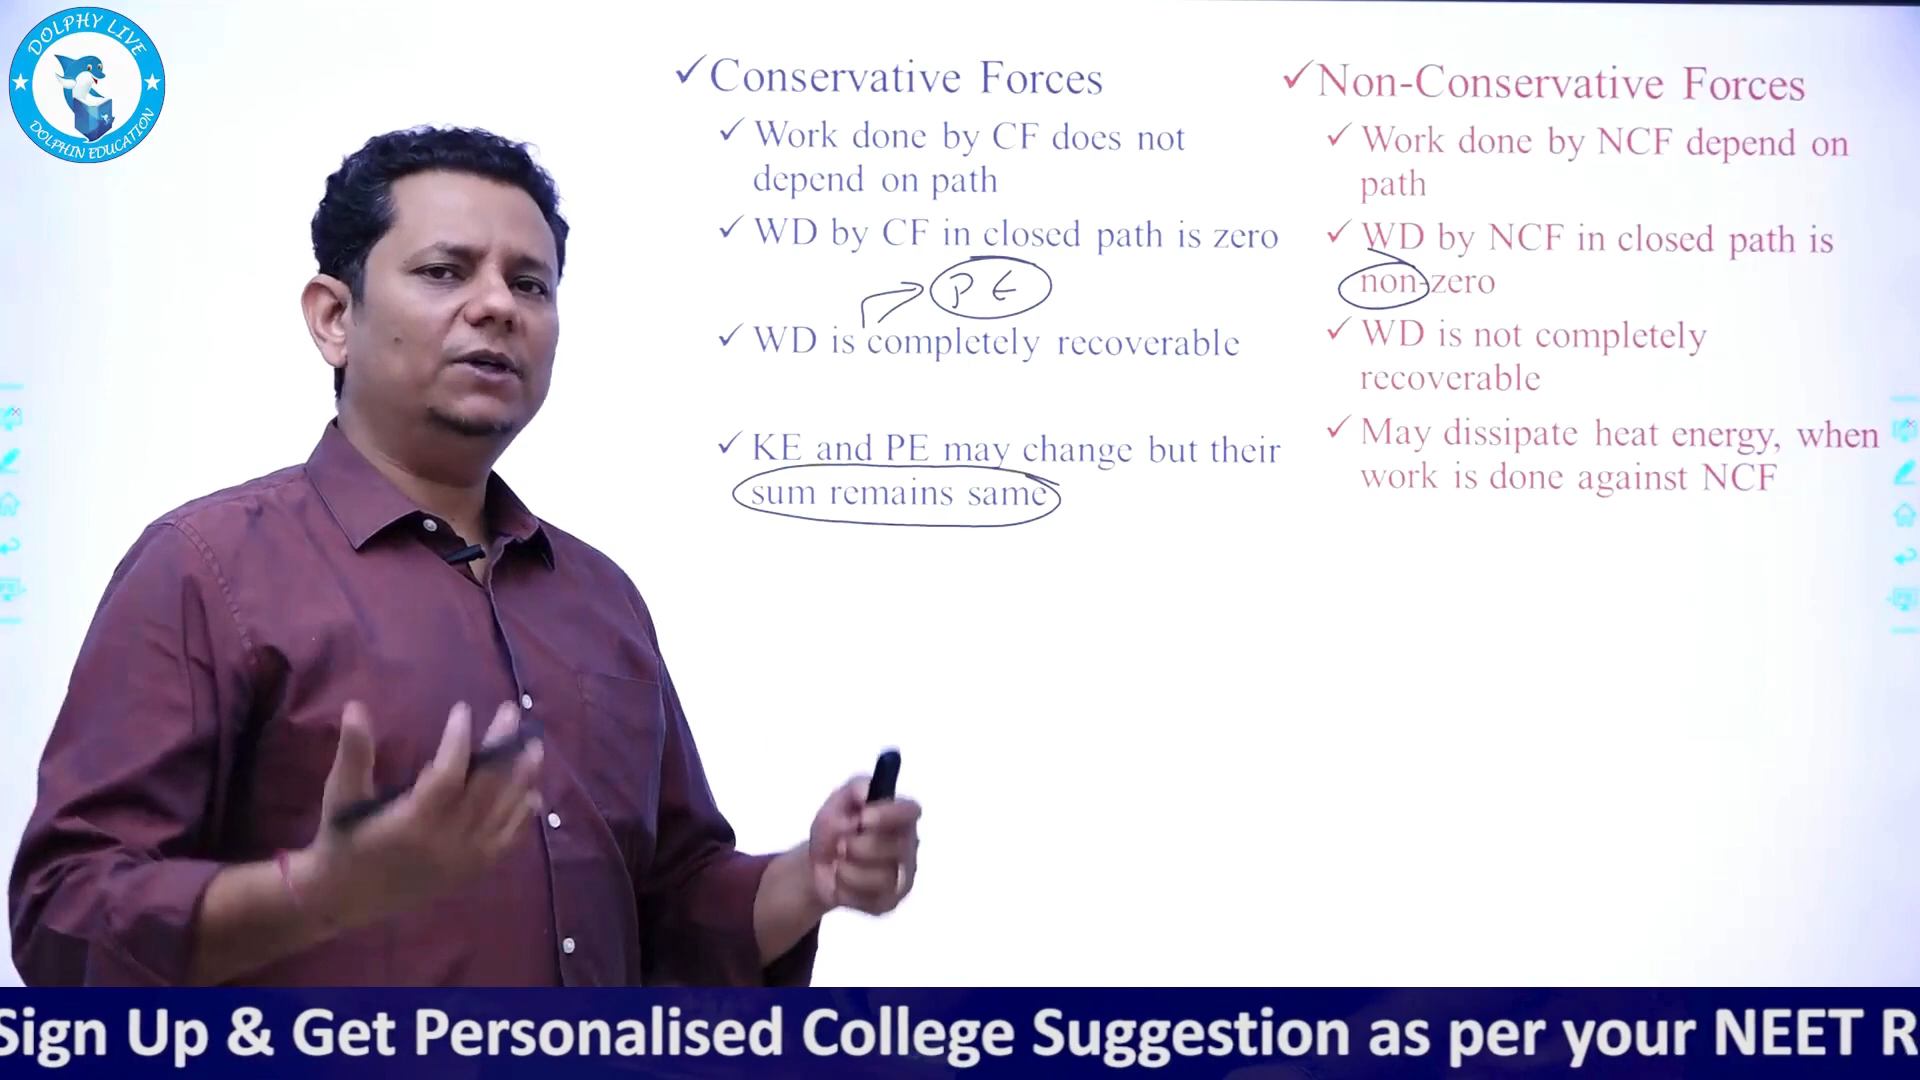 DOLPHY LIVE
DOLPHIN EDUCATION
✓Conservative Forces
✓ Work done by CF does not
depend on path
✓ WD by CF in closed path is zero
PE
✓ WD is completely recoverable
✓ KE and PE may change but their
sum remains same
✓Non-Conservative Forces
✓ Work done by NCF depend on
path
✓ WD by NCF in closed path is
non-zero
✓ WD is not completely
recoverable
✓ May dissipate heat energy, when
work is done against NCF
Sign Up & Get Personalised College Suggestion as per your NEET R